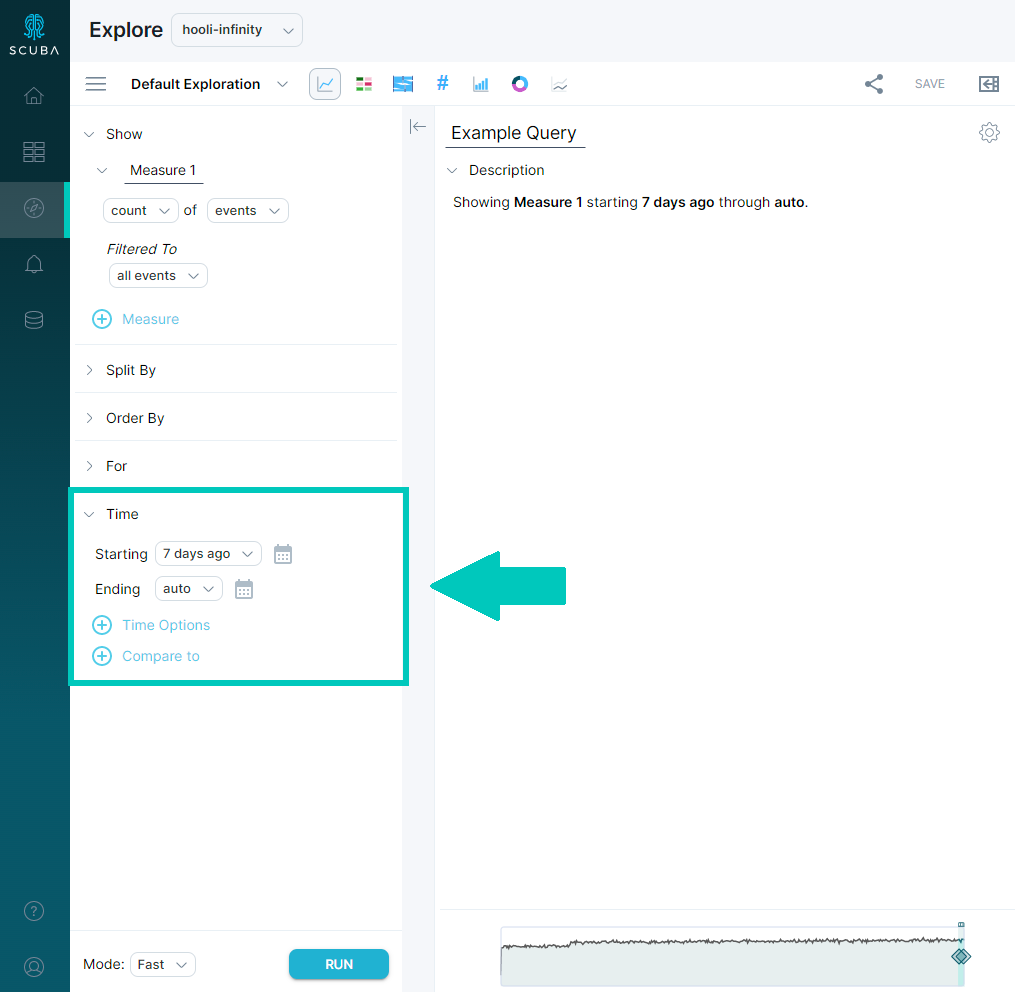 SCUBA
Explore
hooli-infinity
Default Exploration
#
SAVE
Show
Measure 1
count of events
Filtered To
all events
Measure
Split By
Order By
For
Time
Starting 7 days ago
Ending auto
Time Options
Compare to
Mode: Fast
RUN
Example Query
Description
Showing Measure 1 starting 7 days ago through auto.
?